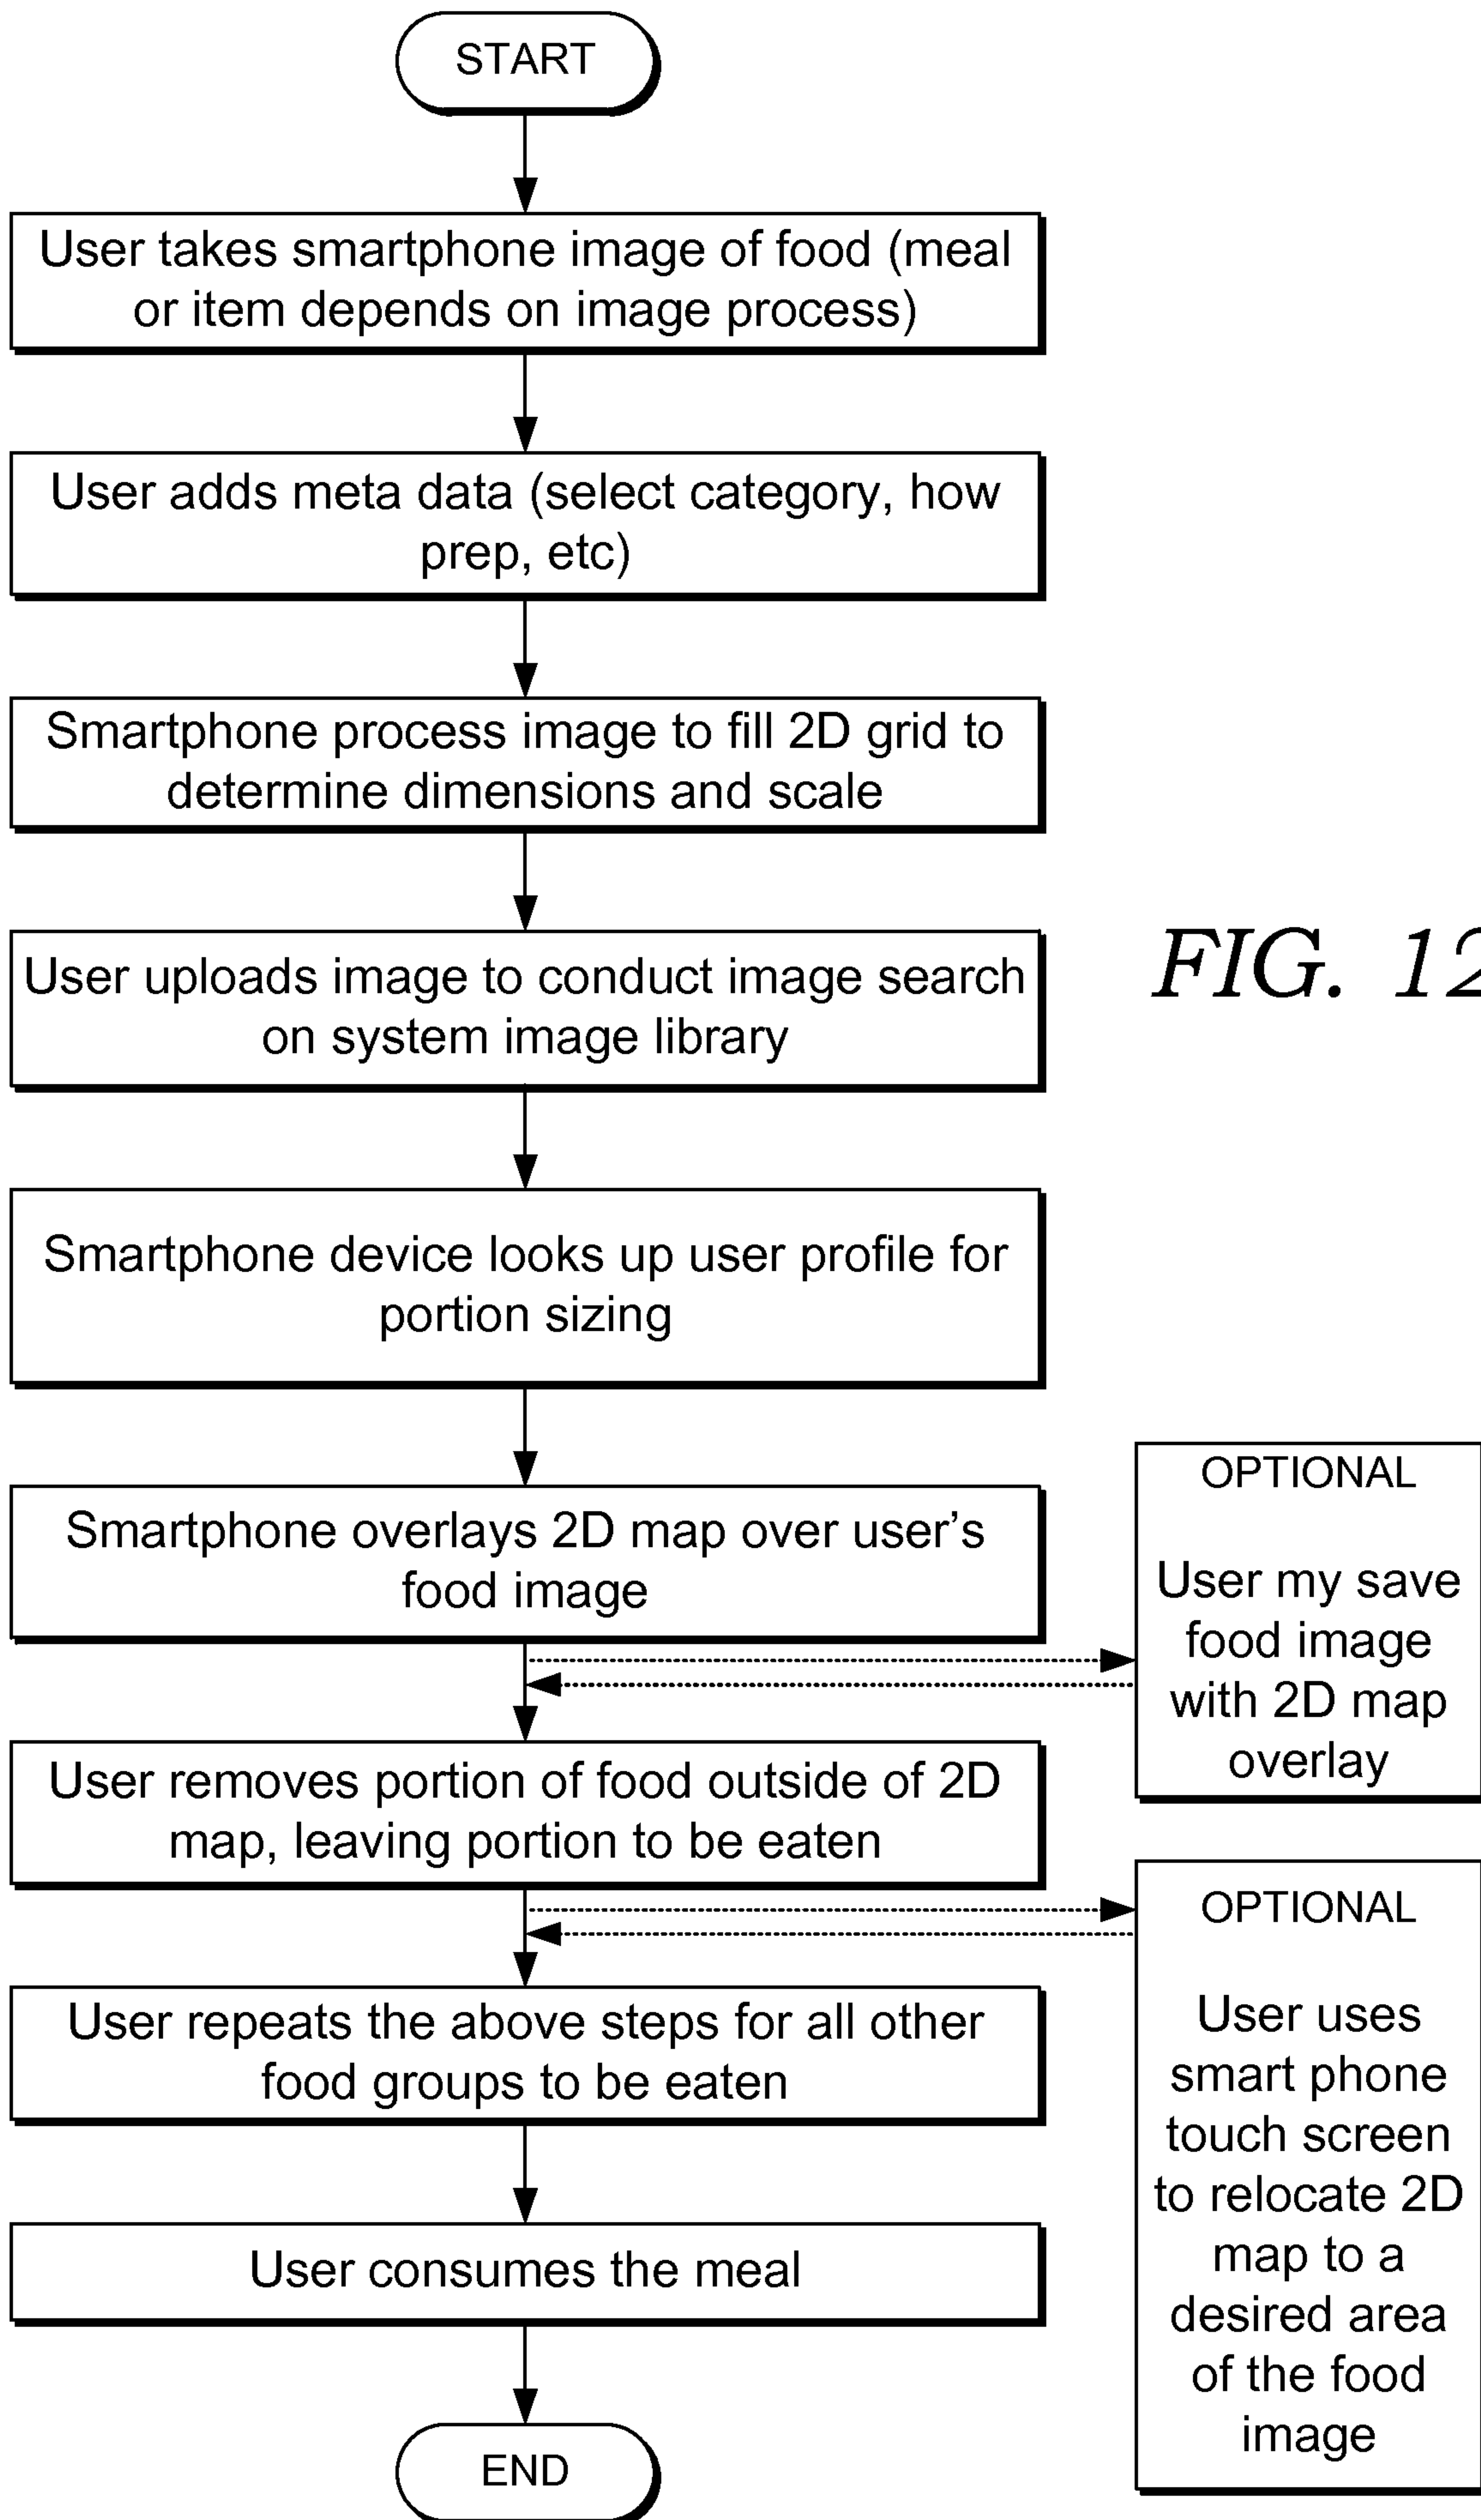 START
User takes smartphone image of food (meal
or item depends on image process)
User adds meta data (select category, how
prep, etc)
Smartphone process image to fill 2D grid to
determine dimensions and scale
User uploads image to conduct image search
on system image library
FIG. 12
Smartphone device looks up user profile for
portion sizing
Smartphone overlays 2D map over user's
food image
OPTIONAL
User my save
food image
with 2D map
overlay
User removes portion of food outside of 2D
map, leaving portion to be eaten
OPTIONAL
User uses
smart phone
touch screen
to relocate 2D
map to a
desired area
of the food
image
User repeats the above steps for all other
food groups to be eaten
User consumes the meal
END